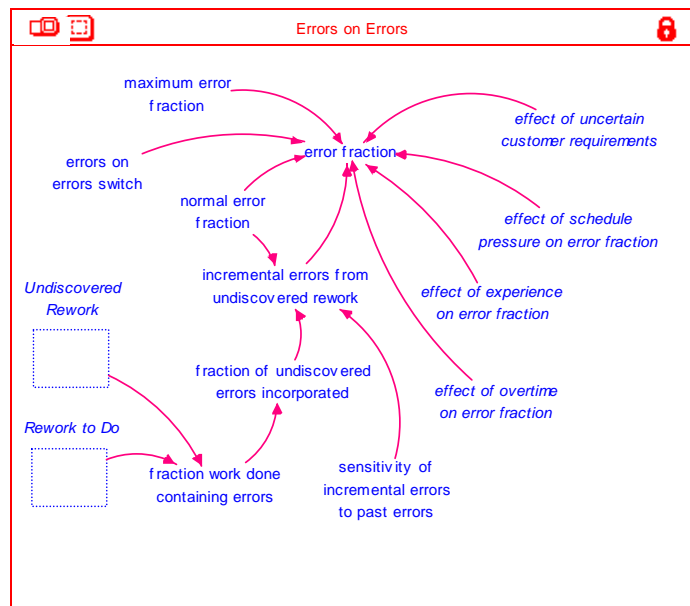 Errors on Errors
maximum error
fraction
effect of uncertain
customer requirements
error fraction
errors on
errors switch
normal error
fraction
effect of schedule
pressure on error fraction
incremental errors from
undiscovered rework
Undiscovered
Rework
effect of experience
on error fraction
fraction of undiscovered
errors incorporated
effect of overtime
on error fraction
Rework to Do
fraction work done
containing errors
sensitivity of
incremental errors
to past errors